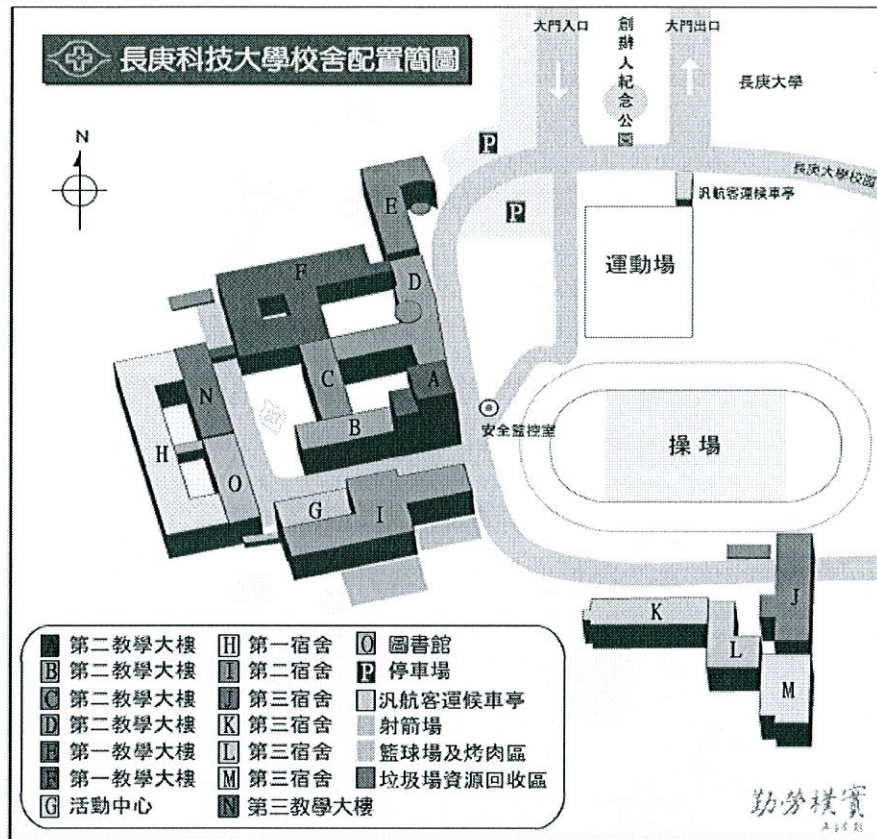 長庚科技大學校舍配置簡圖
N
大門入口
創辦人紀念公園
大門出口
長庚大學
P
長庚大學校園
汎航客運候車亭
P
運動場
E
F
D
C
A
B
N
H
O
安全監控室
操場
G
I
J
K
L
M
A 第二教學大樓
B 第二教學大樓
C 第二教學大樓
D 第二教學大樓
E 第一教學大樓
F 第一教學大樓
G 活動中心
H 第一宿舍
I 第二宿舍
J 第三宿舍
K 第三宿舍
L 第三宿舍
M 第三宿舍
N 第三教學大樓
O 圖書館
P 停車場
汎航客運候車亭
射箭場
籃球場及烤肉區
垃圾場資源回收區
勤勞樸實